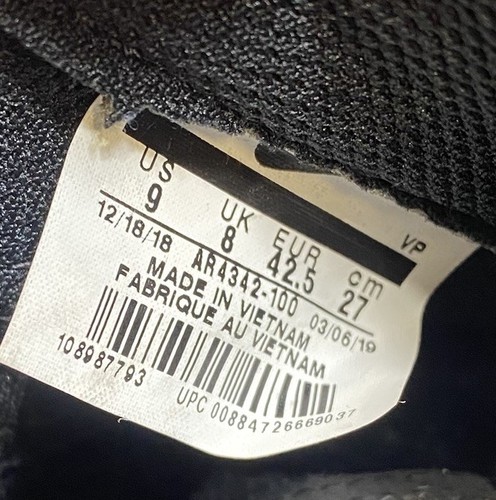 VP
US UK EUR cm
9 8 42.5 27
12/18/18 AR4342-100 03/06/19
MADE IN VIETNAM
FABRIQUE AU VIETNAM
108987793
UPC 00884726669037